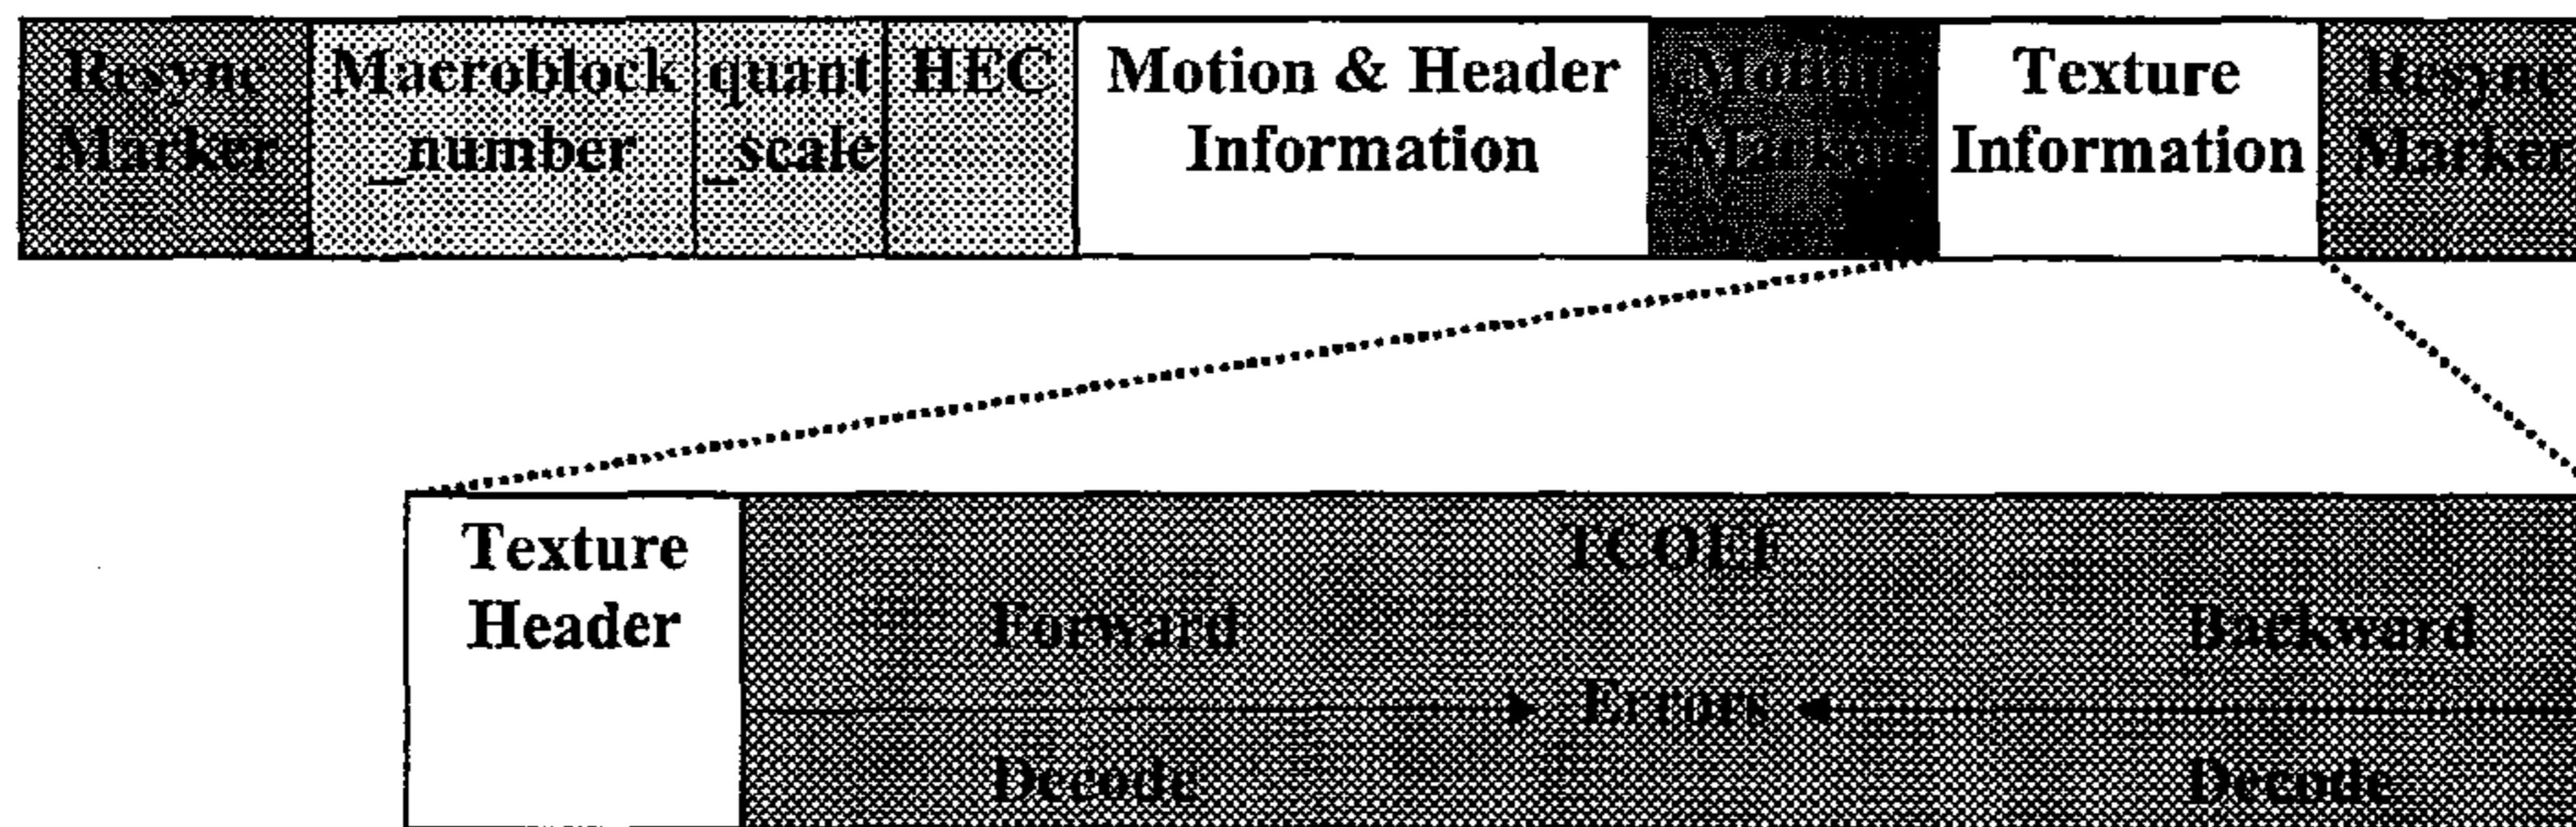 Resync Macroblock quant HEC Motion & Header Motion Texture Resync
Marker _number _scale Information Marker Information Marker
Texture TCOEF
Header Forward Backward
Errors
Decode Decode